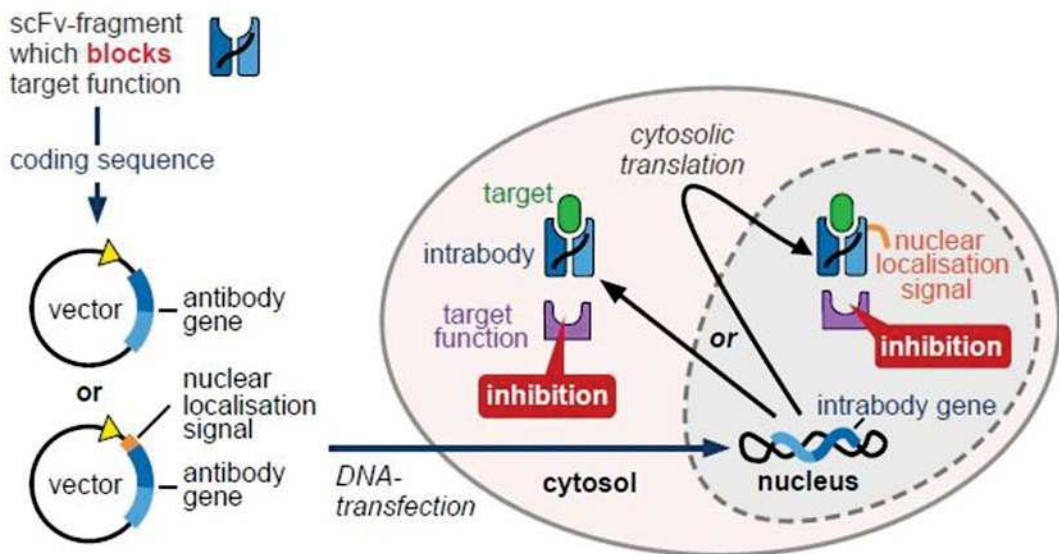 scFv-fragment
which blocks
target function
coding sequence
vector
antibody
gene
or
nuclear
localisation
signal
vector
antibody
gene
DNA-
transfection
cytosolic
translation
target
intrabody
target
function
inhibition
or
nuclear
localisation
signal
inhibition
intrabody gene
cytosol
nucleus